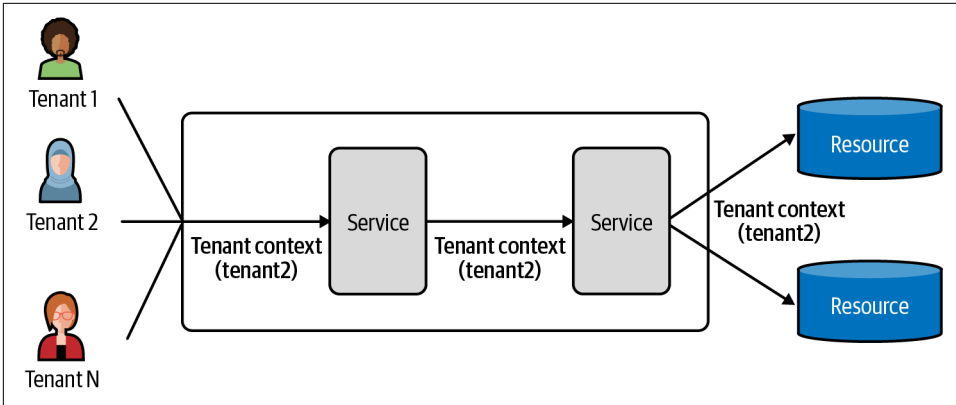 Tenant 1
Tenant 2
Tenant N
Tenant context
(tenant2)
Service
Tenant context
(tenant2)
Service
Tenant context
(tenant2)
Resource
Resource